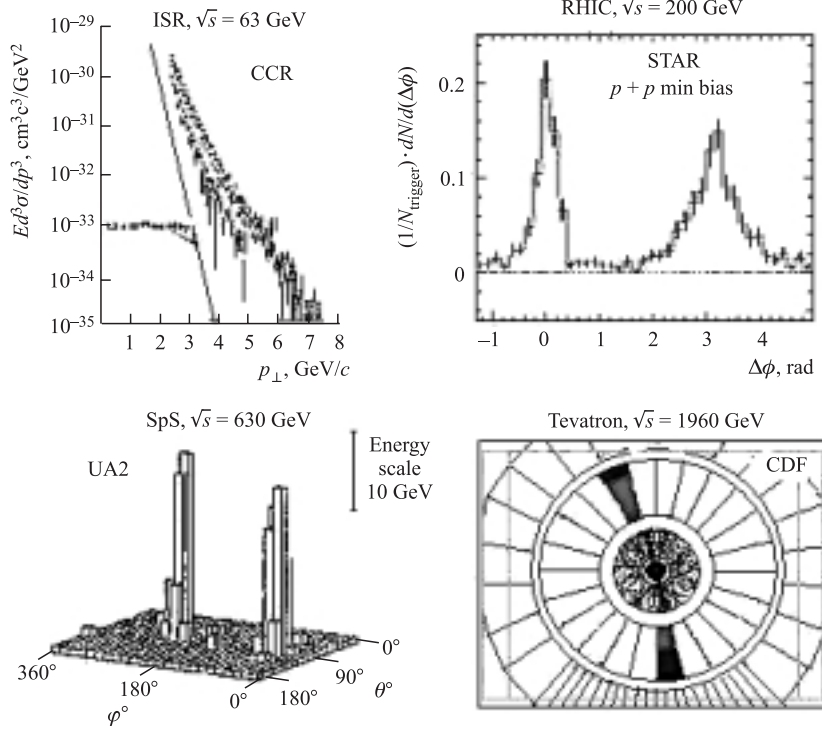 ISR, √s = 63 GeV
CCR
Ed³σ/dp³, cm³c³/GeV²
10⁻²⁹
10⁻³⁰
10⁻³¹
10⁻³²
10⁻³³
10⁻³⁴
10⁻³⁵
1 2 3 4 5 6 7 8
p⊥, GeV/c
RHIC, √s = 200 GeV
STAR
p + p min bias
(1/N_trigger) · dN/d(Δϕ)
0.2
0.1
0
–1 0 1 2 3 4
Δϕ, rad
SpS, √s = 630 GeV
UA2
Energy
scale
10 GeV
360°
180°
0°
φ°
180°
90°
0°
θ°
Tevatron, √s = 1960 GeV
CDF